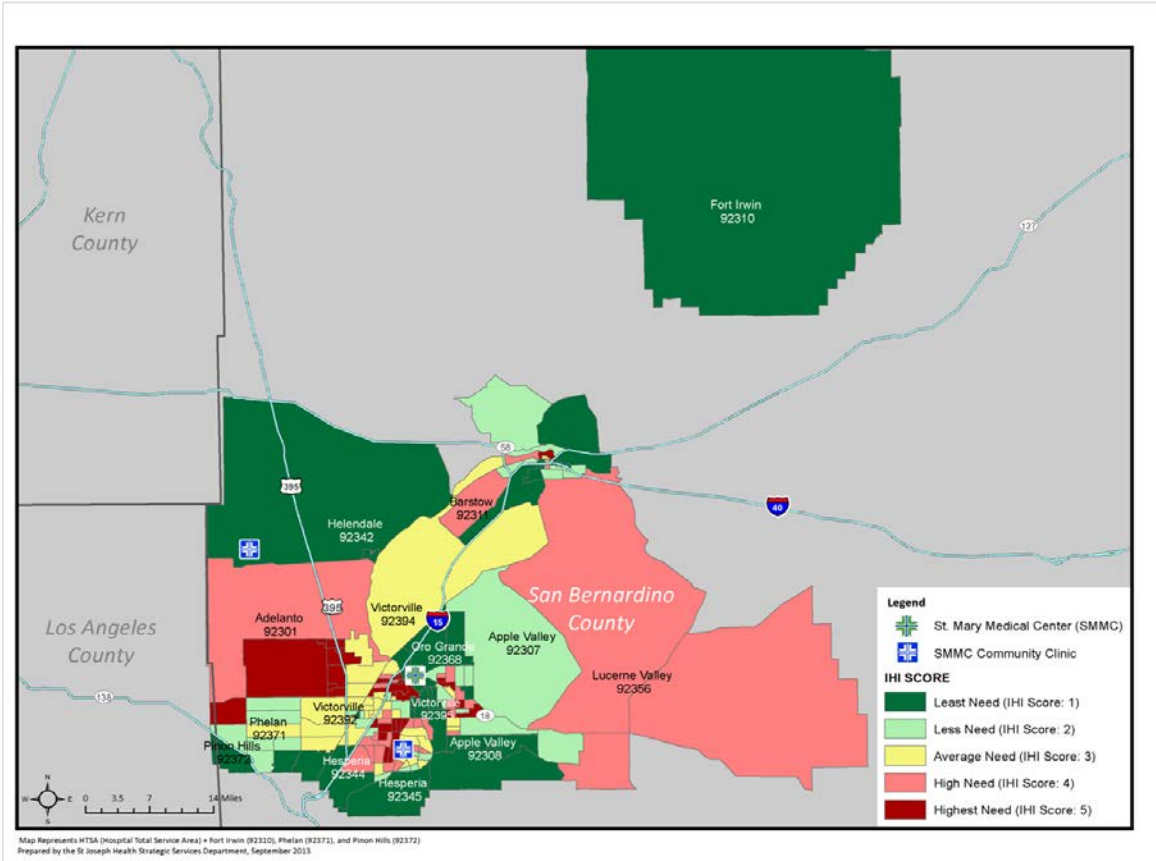 Fort Irwin
92310
127
Kern
County
58
395
Barstow
92311
40
Helendale
92342
San Bernardino
County
395
Victorville
92394
15
Adelanto
92301
Los Angeles
County
Apple Valley
92307
Oro Grande
92368
Lucerne Valley
92356
138
Victorville
92392
Victorville
92395
18
Phelan
92371
Pinon Hills
92372
Apple Valley
92308
Hesperia
92344
Hesperia
92345
N
W
E
S
0 3.5 7 14 Miles
Legend
St. Mary Medical Center (SMMC)
SMMC Community Clinic
IHI SCORE
Least Need (IHI Score: 1)
Less Need (IHI Score: 2)
Average Need (IHI Score: 3)
High Need (IHI Score: 4)
Highest Need (IHI Score: 5)
Map Represents HTSA (Hospital Total Service Area) + Fort Irwin (92310), Phelan (92371), and Pinon Hills (92372)
Prepared by the St Joseph Health Strategic Services Department, September 2013